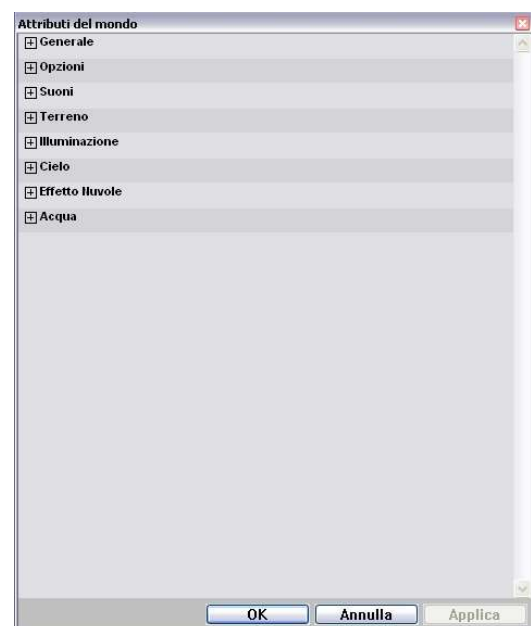 Attributi del mondo
Generale
Opzioni
Suoni
Terreno
Illuminazione
Cielo
Effetto Nuvole
Acqua
OK Annulla Applica